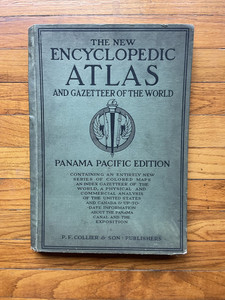 THE NEW
ENCYCLOPEDIC
ATLAS
AND GAZETTEER OF THE WORLD
PANAMA PACIFIC EDITION
CONTAINING AN ENTIRELY NEW
SERIES OF COLORED MAPS
AN INDEX GAZETEER OF THE
WORLD, A PHYSICAL AND
COMMERCIAL ANALYSIS
OF THE UNITED STATES
AND CANADA & UP-TO-
DATE INFORMATION
ABOUT THE PANAMA
CANAL AND THE
EXPOSITION
P. F. COLLIER & SON · PUBLISHERS